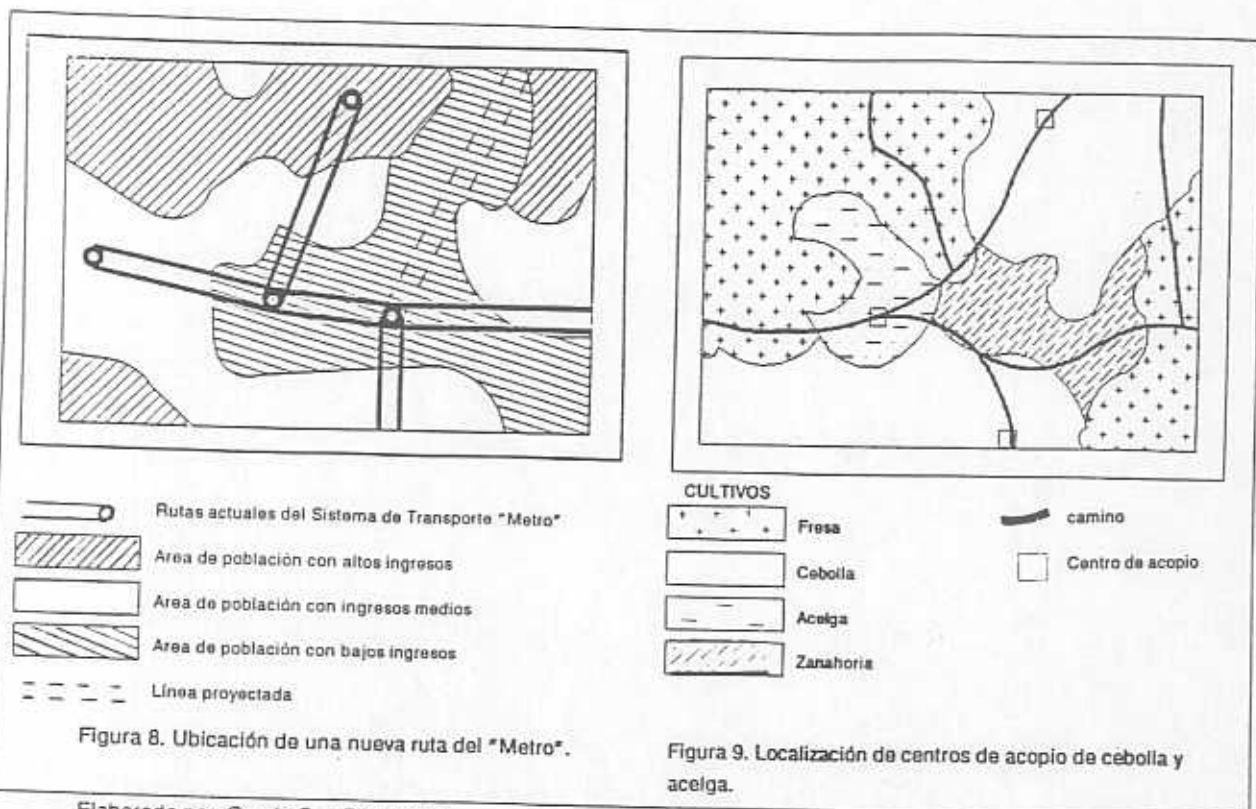 Rutas actuales del Sistema de Transporte "Metro"
Area de población con altos ingresos
Area de población con ingresos medios
Area de población con bajos ingresos
Línea proyectada
Figura 8. Ubicación de una nueva ruta del "Metro".
CULTIVOS
Fresa
Cebolla
Acelga
Zanahoria
camino
Centro de acopio
Figura 9. Localización de centros de acopio de cebolla y
acelga.
Elaborado por